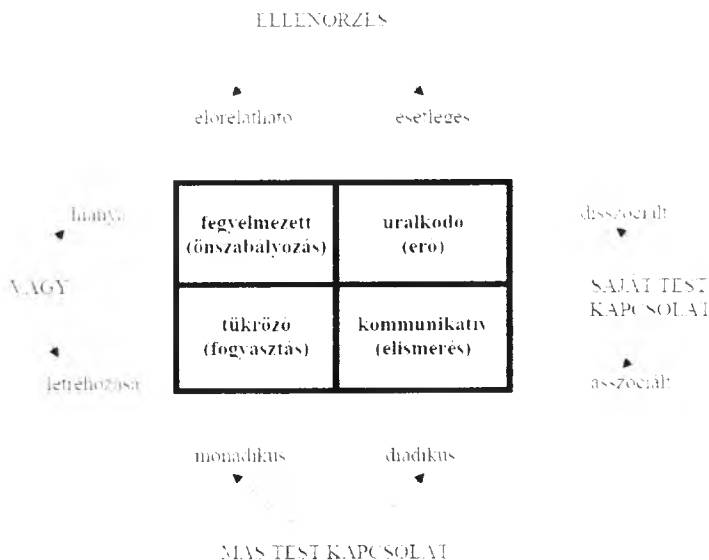 ELLENŐRZÉS
előrelátható esetleges
hiánya fegyelmezett uralkodó disszociált
(önszabályozás) (erő)
VÁGY SAJÁT TEST
KAPCSOLAT
tükröző kommunikatív
(fogyasztás) (elismerés)
létrehozása asszociált
monadikus diadikus
MÁS TEST KAPCSOLAT